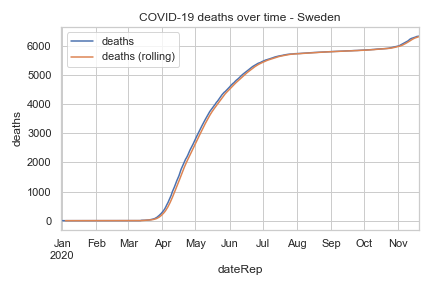 COVID-19 deaths over time - Sweden
deaths
deaths (rolling)
deaths
6000
5000
4000
3000
2000
1000
0
Jan Feb Mar Apr May Jun Jul Aug Sep Oct Nov
2020
dateRep